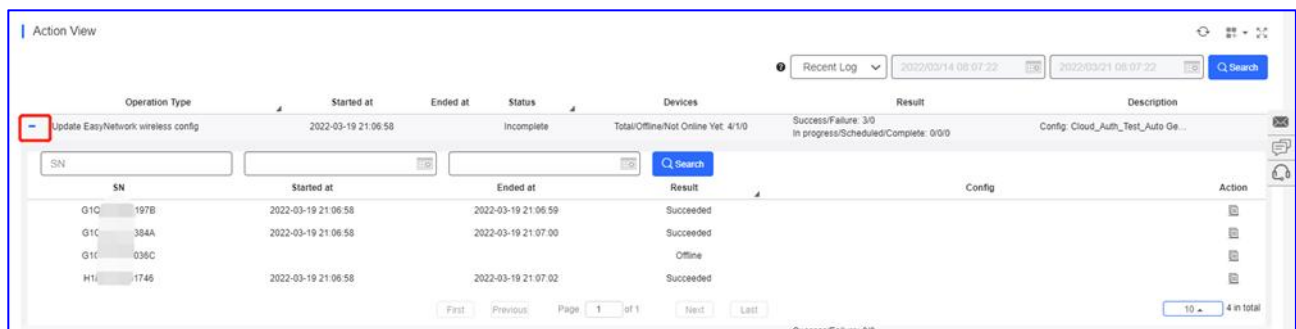 Action View
Recent Log 2022/03/14 08:07:22 2022/03/21 08:07:22 Search
Operation Type Started at Ended at Status Devices Result Description
Update EasyNetwork wireless config 2022-03-19 21:06:58 Incomplete Total/Offline/Not Online Yet: 4/1/0 Success/Failure: 3/0 Config: Cloud_Auth_Test_Auto Ge...
In progress/Scheduled/Complete: 0/0/0
SN Search
SN Started at Ended at Result Config Action
G1Q 197B 2022-03-19 21:06:58 2022-03-19 21:06:59 Succeeded
384A 2022-03-19 21:06:58 2022-03-19 21:07:00 Succeeded
036C Offline
1746 2022-03-19 21:06:58 2022-03-19 21:07:02 Succeeded
First Previous Page 1 of 1 Next Last 10 4 in total